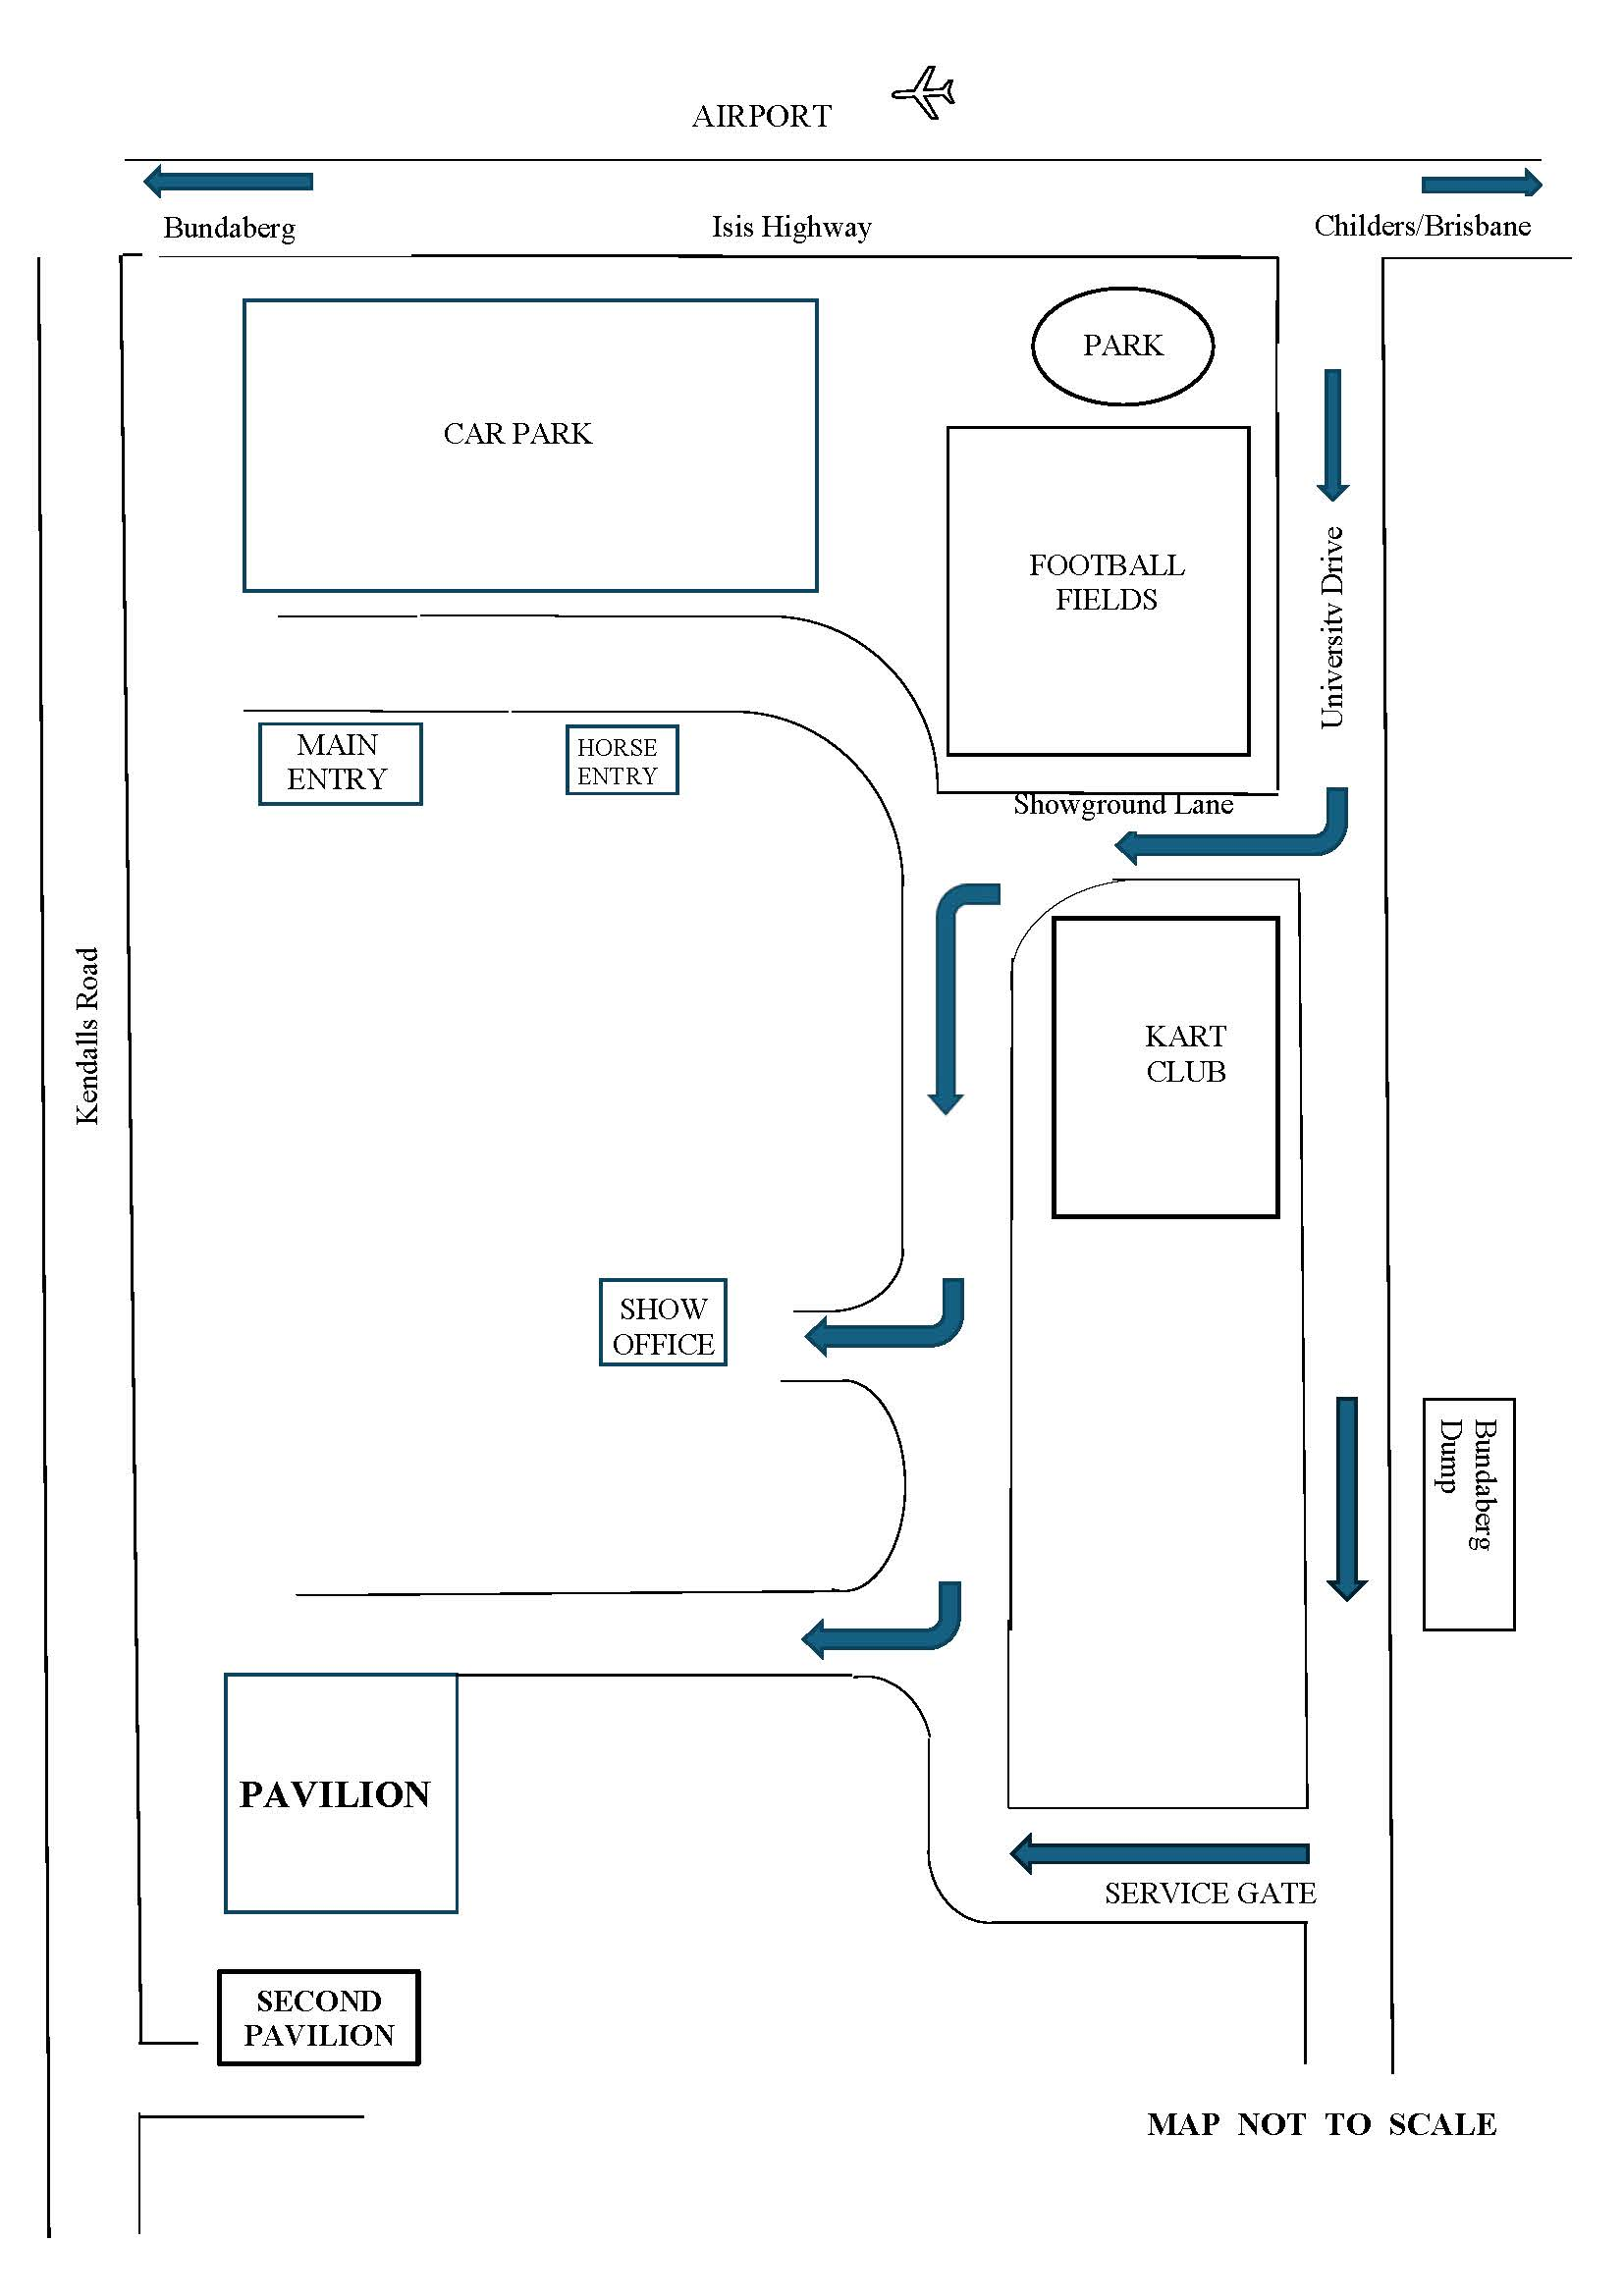 AIRPORT
Bundaberg
Isis Highway
Childers/Brisbane
PARK
CAR PARK
FOOTBALL
FIELDS
University Drive
MAIN
ENTRY
HORSE
ENTRY
Showground Lane
Kendalls Road
KART
CLUB
SHOW
OFFICE
Bundaberg
Dump
PAVILION
SERVICE GATE
SECOND
PAVILION
MAP NOT TO SCALE